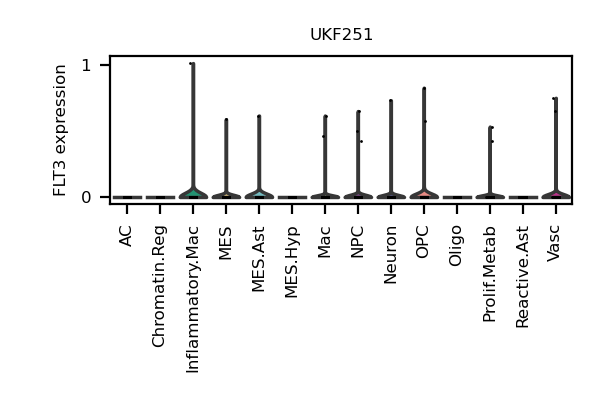 UKF251
FLT3 expression
1
0
AC
Chromatin.Reg
Inflammatory.Mac
MES
MES.Ast
MES.Hyp
Mac
NPC
Neuron
OPC
Oligo
Prolif.Metab
Reactive.Ast
Vasc